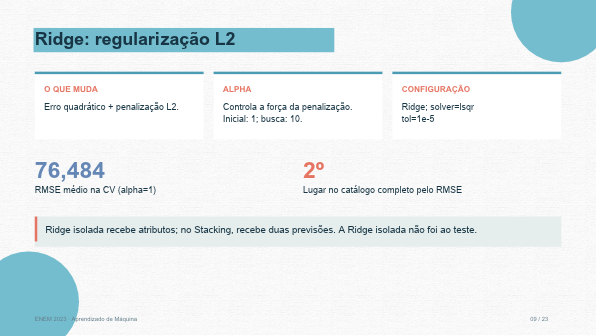 Ridge: regularização L2
O QUE MUDA
Erro quadrático + penalização L2.
ALPHA
Controla a força da penalização.
Inicial: 1; busca: 10.
CONFIGURAÇÃO
Ridge; solver=lsqr
tol=1e-5
76,484
RMSE médio na CV (alpha=1)
2º
Lugar no catálogo completo pelo RMSE
Ridge isolada recebe atributos; no Stacking, recebe duas previsões. A Ridge isolada não foi ao teste.
ENEM 2023 · Aprendizado de Máquina
09 / 23